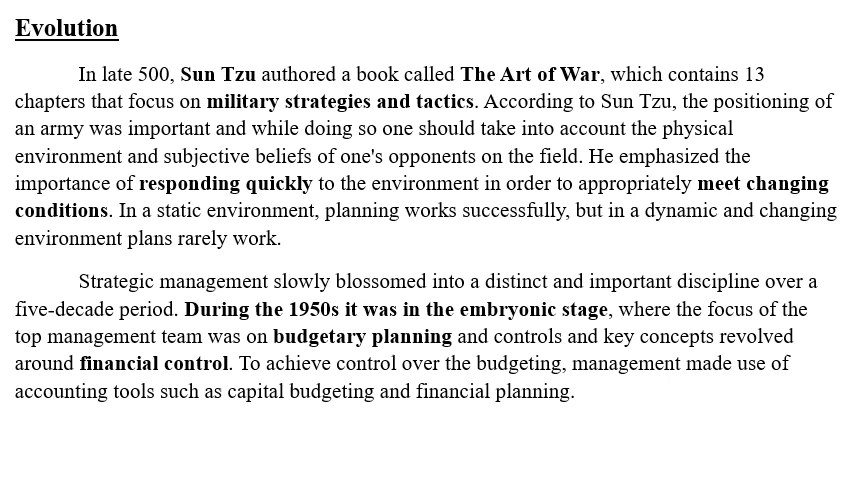 Evolution
In late 500, Sun Tzu authored a book called The Art of War, which contains 13
chapters that focus on military strategies and tactics. According to Sun Tzu, the positioning of
an army was important and while doing so one should take into account the physical
environment and subjective beliefs of one's opponents on the field. He emphasized the
importance of responding quickly to the environment in order to appropriately meet changing
conditions. In a static environment, planning works successfully, but in a dynamic and changing
environment plans rarely work.
Strategic management slowly blossomed into a distinct and important discipline over a
five-decade period. During the 1950s it was in the embryonic stage, where the focus of the
top management team was on budgetary planning and controls and key concepts revolved
around financial control. To achieve control over the budgeting, management made use of
accounting tools such as capital budgeting and financial planning.